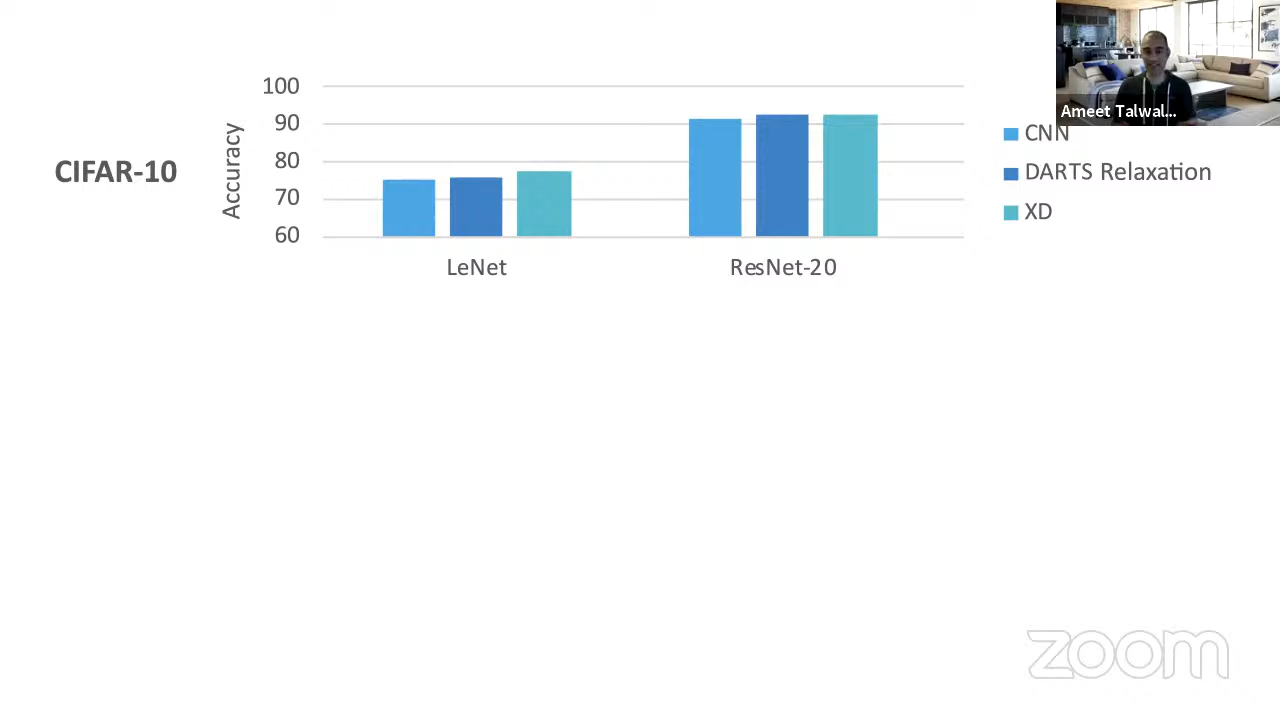 Ameet Talwal...
100
90
80
70
60
Accuracy
CIFAR-10
LeNet
ResNet-20
CNN
DARTS Relaxation
XD
zoom